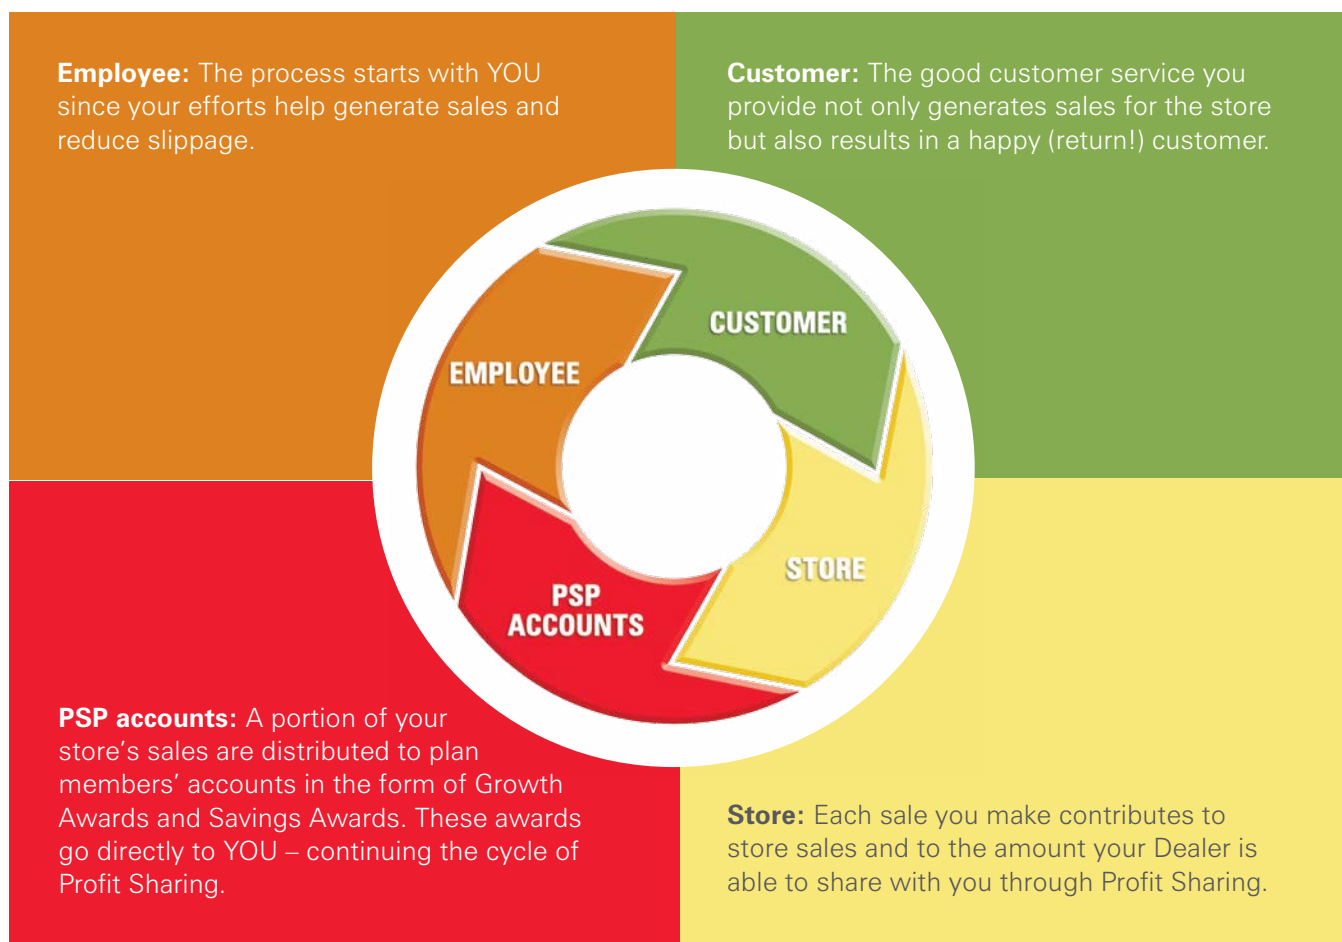 Employee: The process starts with YOU
since your efforts help generate sales and
reduce slippage.
Customer: The good customer service you
provide not only generates sales for the store
but also results in a happy (return!) customer.
CUSTOMER
EMPLOYEE
STORE
PSP
ACCOUNTS
PSP accounts: A portion of your
store’s sales are distributed to plan
members’ accounts in the form of Growth
Awards and Savings Awards. These awards
go directly to YOU – continuing the cycle of
Profit Sharing.
Store: Each sale you make contributes to
store sales and to the amount your Dealer is
able to share with you through Profit Sharing.